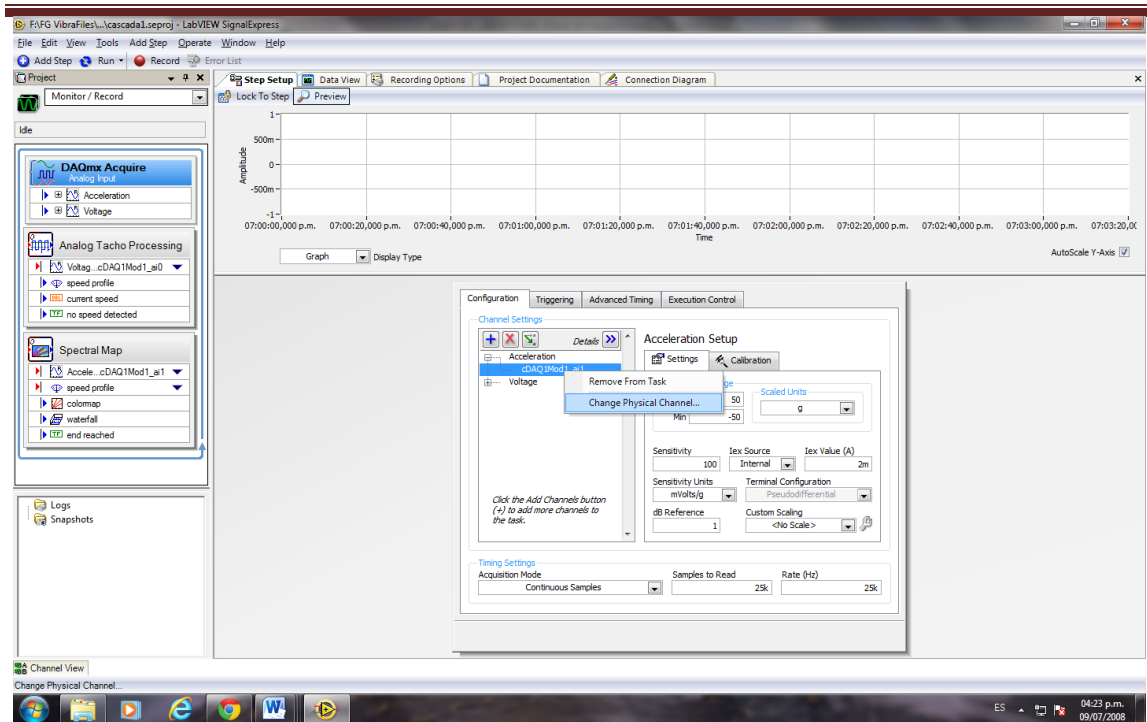 F:\FG VibraFiles\...\cascada1.seproj - LabVIEW SignalExpress
File Edit View Tools Add Step Operate Window Help
Add Step Run Record Error List
Project
Monitor / Record
Idle
DAQmx Acquire
Analog Input
Acceleration
Voltage
Analog Tacho Processing
Voltag...cDAQ1Mod1_ai0
speed profile
current speed
no speed detected
Spectral Map
Accele...cDAQ1Mod1_ai1
speed profile
colormap
waterfall
end reached
Logs
Snapshots
Step Setup Data View Recording Options Project Documentation Connection Diagram
Lock To Step Preview
Amplitude
1
500m
0
-500m
-1
07:00:00,000 p.m. 07:00:20,000 p.m. 07:00:40,000 p.m. 07:01:00,000 p.m. 07:01:20,000 p.m. 07:01:40,000 p.m. 07:02:00,000 p.m. 07:02:20,000 p.m. 07:02:40,000 p.m. 07:03:00,000 p.m. 07:03:20,00
Time
Graph Display Type
AutoScale Y-Axis
Configuration Triggering Advanced Timing Execution Control
Channel Settings
Details
Acceleration
cDAQ1Mod1_ai1
Voltage
Remove From Task
Change Physical Channel...
Click the Add Channels button
(+) to add more channels to
the task.
Acceleration Setup
Settings Calibration
50
Min -50
Scaled Units
g
Sensitivity Iex Source Iex Value (A)
100 Internal 2m
Sensitivity Units Terminal Configuration
mVolts/g Pseudodifferential
dB Reference Custom Scaling
1 <No Scale>
Timing Settings
Acquisition Mode Samples to Read Rate (Hz)
Continuous Samples 25k 25k
Channel View
Change Physical Channel...
ES 04:23 p.m.
09/07/2008